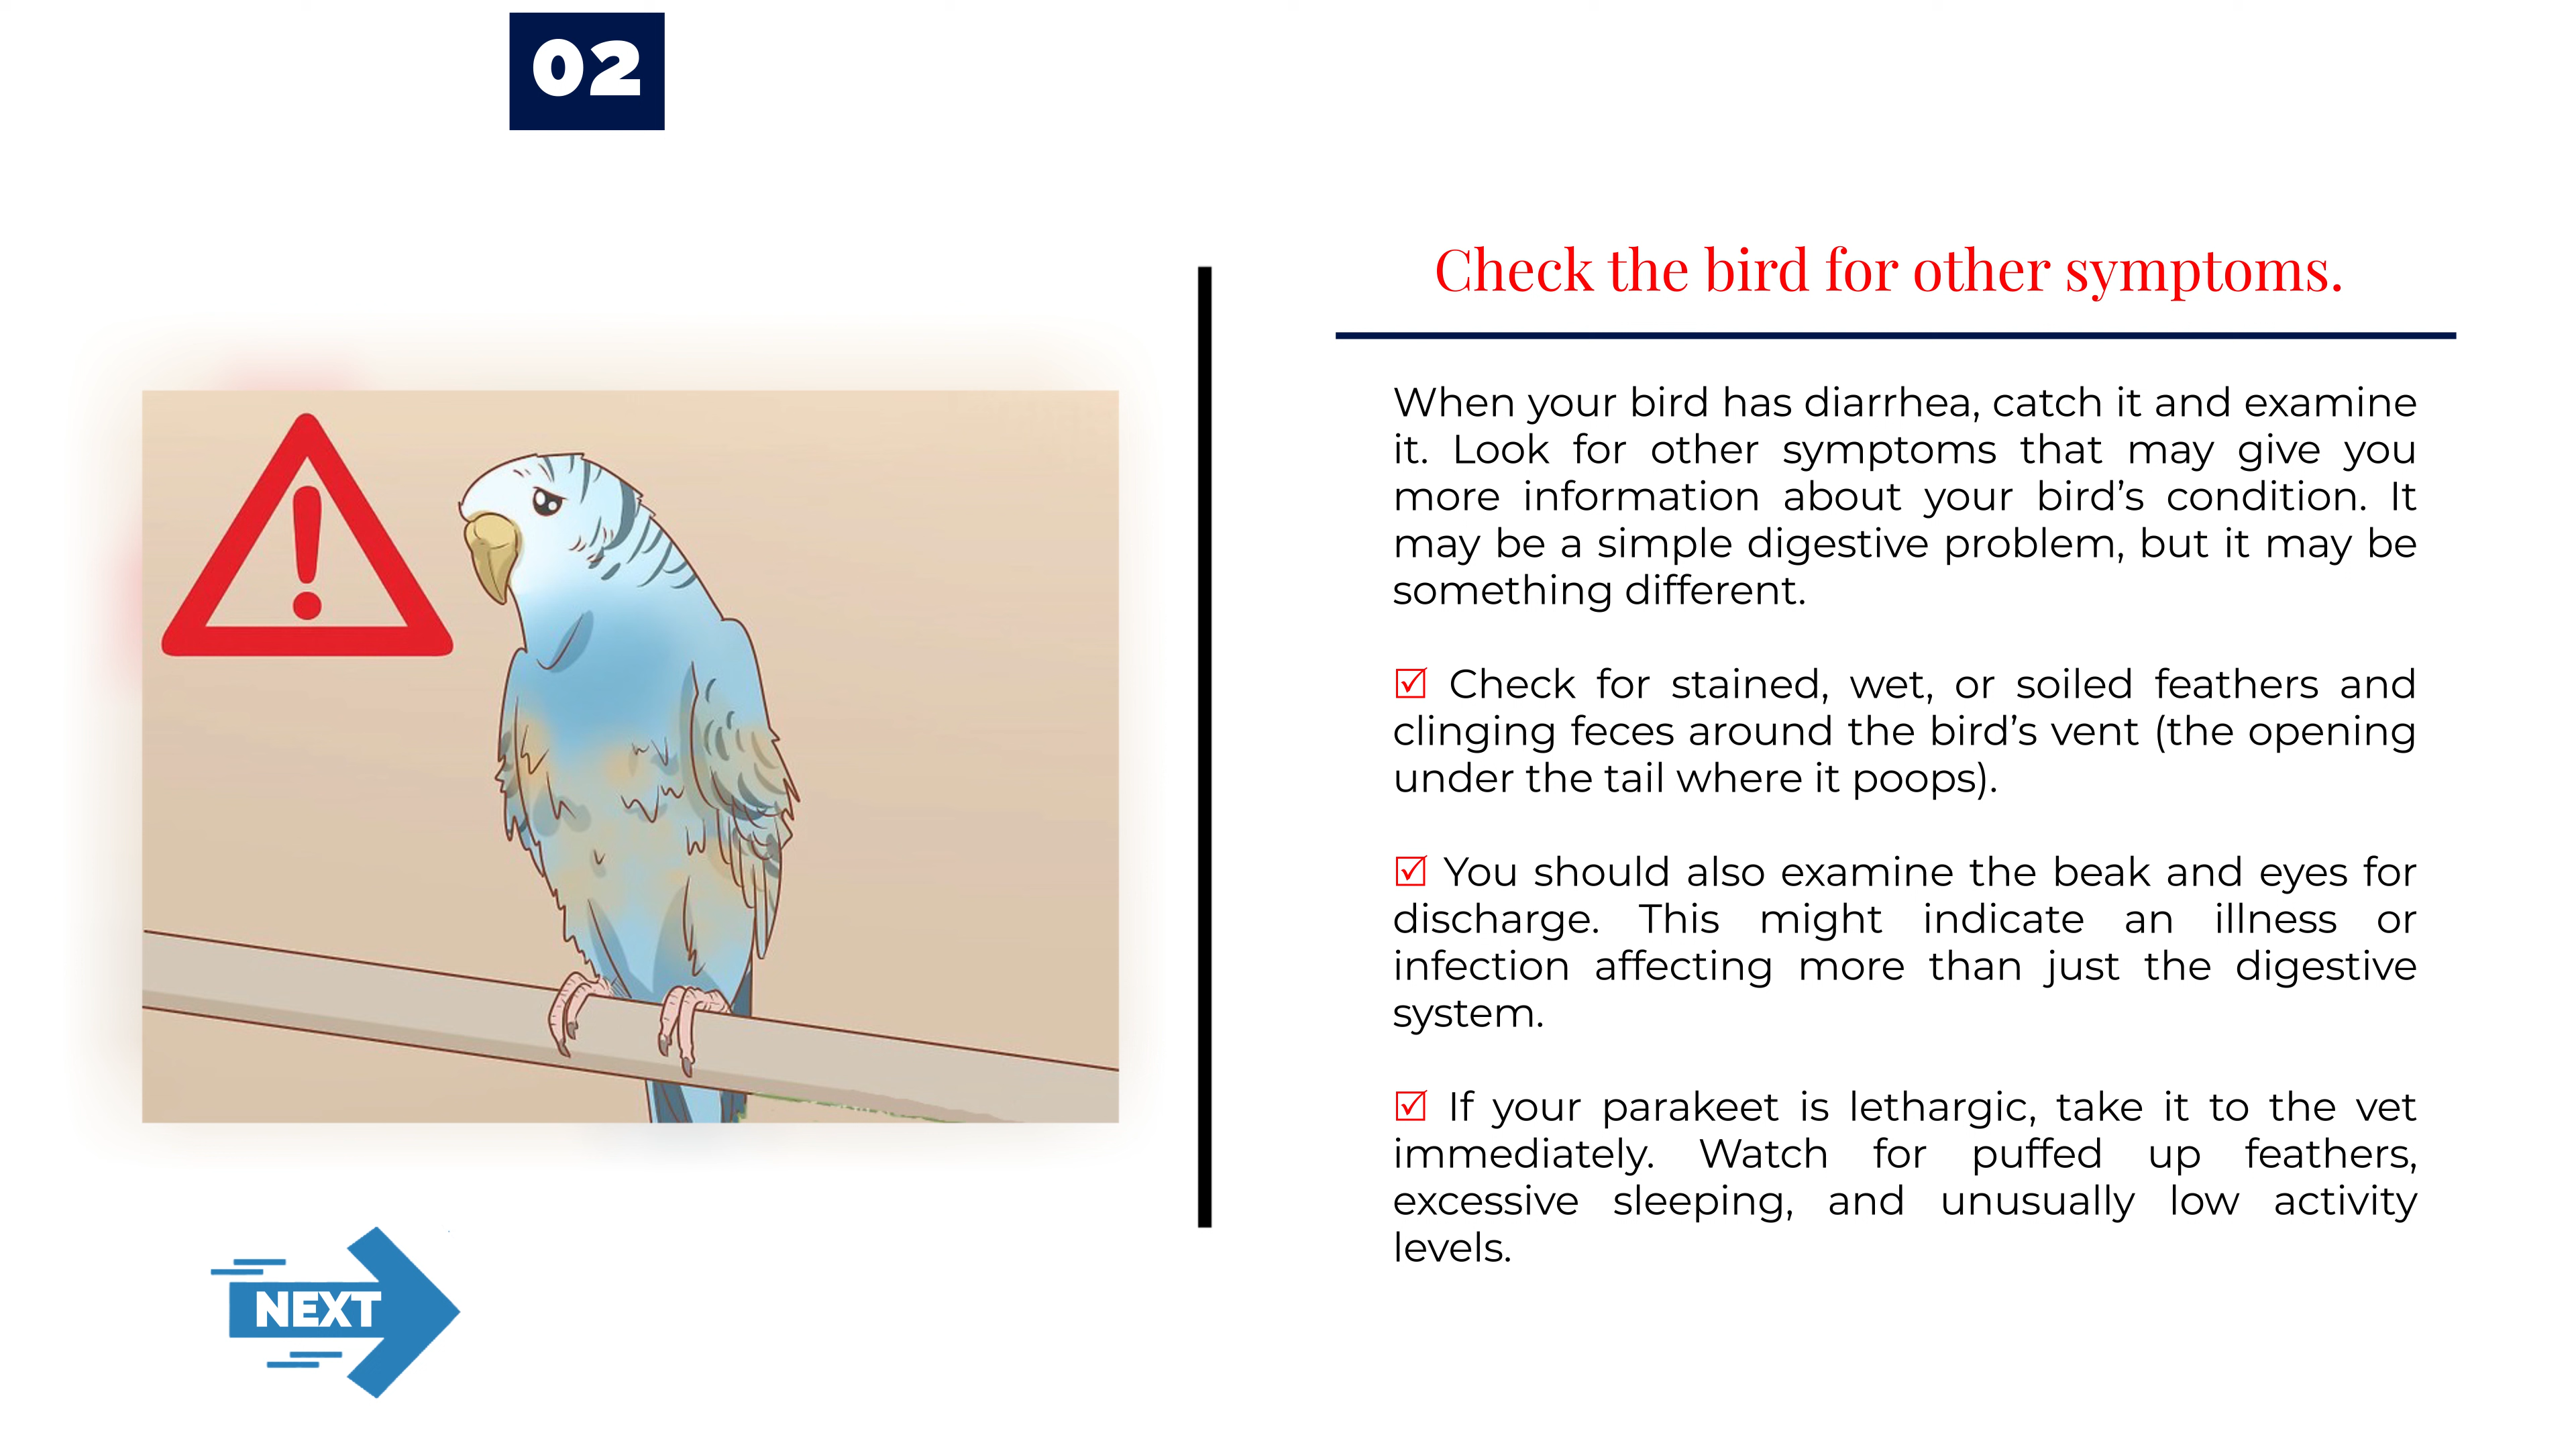 02
Check the bird for other symptoms.
When your bird has diarrhea, catch it and examine
it. Look for other symptoms that may give you
more information about your bird’s condition. It
may be a simple digestive problem, but it may be
something different.
☑ Check for stained, wet, or soiled feathers and
clinging feces around the bird’s vent (the opening
under the tail where it poops).
☑ You should also examine the beak and eyes for
discharge. This might indicate an illness or
infection affecting more than just the digestive
system.
☑ If your parakeet is lethargic, take it to the vet
immediately. Watch for puffed up feathers,
excessive sleeping, and unusually low activity
levels.
NEXT